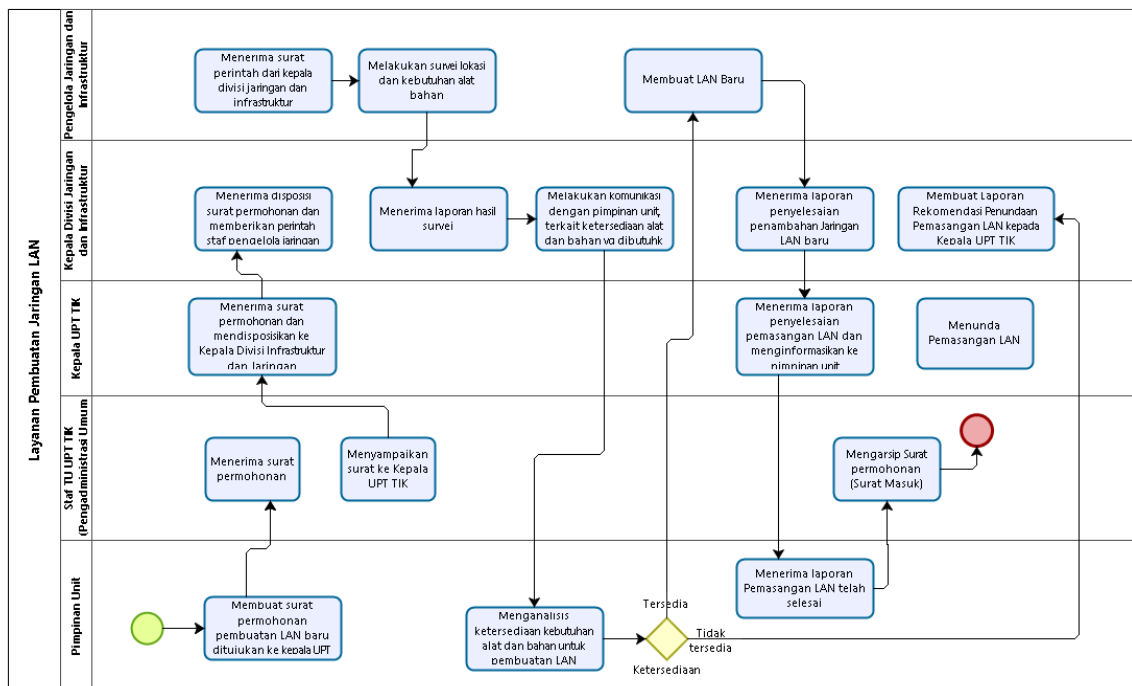 Layanan Pembuatan Jaringan LAN
Pengelola Jaringan dan
Infrastruktur
Menerima surat
perintah dari kepala
divisi jaringan dan
infrastruktur
Melakukan survei lokasi
dan kebutuhan alat
bahan
Membuat LAN Baru
Kepala Divisi Jaringan
dan Infrastruktur
Menerima disposisi
surat permohonan dan
memberikan perintah
staf pengelola jaringan
Menerima laporan hasil
survei
Melakukan komunikasi
dengan pimpinan unit,
terkait ketersediaan alat
dan bahan yg dibutuhk
Menerima laporan
penyelesaian
penambahan Jaringan
LAN baru
Membuat Laporan
Rekomendasi Penundaan
Pemasangan LAN kepada
Kepala UPT TIK
Kepala UPT TIK
Menerima surat
permohonan dan
mendisposisikan ke
Kepala Divisi Infrastruktur
dan Jaringan
Menerima laporan
penyelesaian
pemasangan LAN dan
menginformasikan ke
pimpinan unit
Menunda
Pemasangan LAN
Staf TU UPT TIK
(Pengadministrasi Umum)
Menerima surat
permohonan
Menyampaikan
surat ke Kepala
UPT TIK
Mengarsip Surat
permohonan
(Surat Masuk)
Pimpinan Unit
Membuat surat
permohonan
pembuatan LAN baru
ditujukan ke kepala UPT
Menganalisis
ketersediaan kebutuhan
alat dan bahan untuk
pembuatan LAN
Tersedia
Tidak
tersedia
Ketersediaan
Menerima laporan
Pemasangan LAN telah
selesai